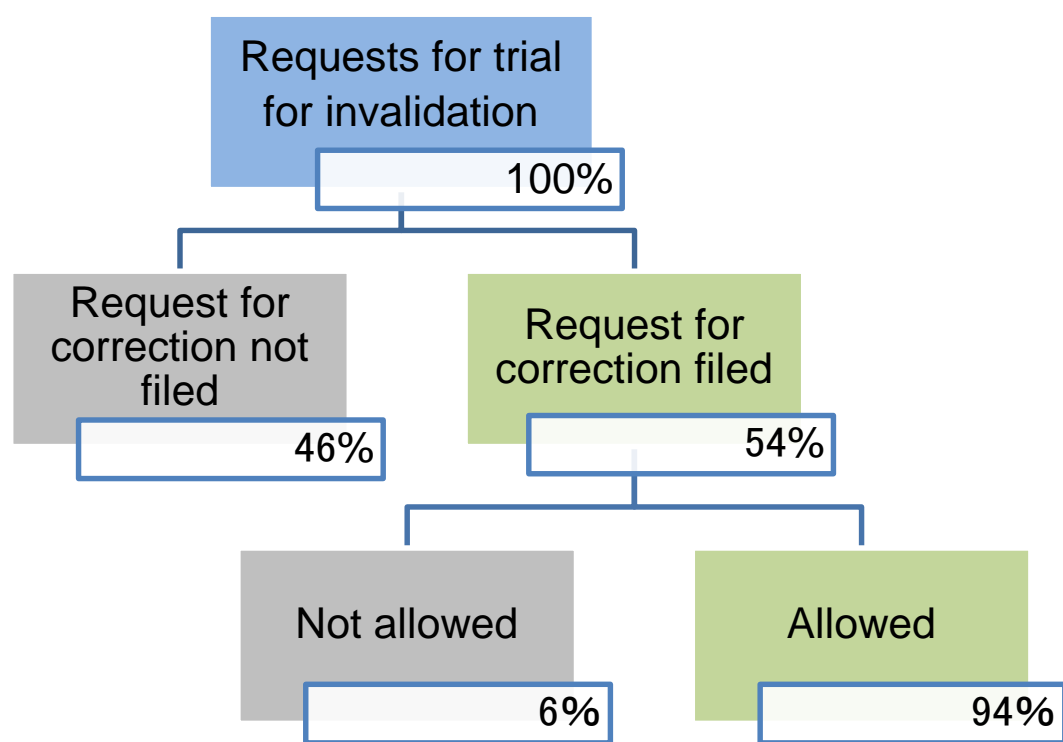 Requests for trial
for invalidation
100%
Request for
correction not
filed
46%
Request for
correction filed
54%
Not allowed
6%
Allowed
94%